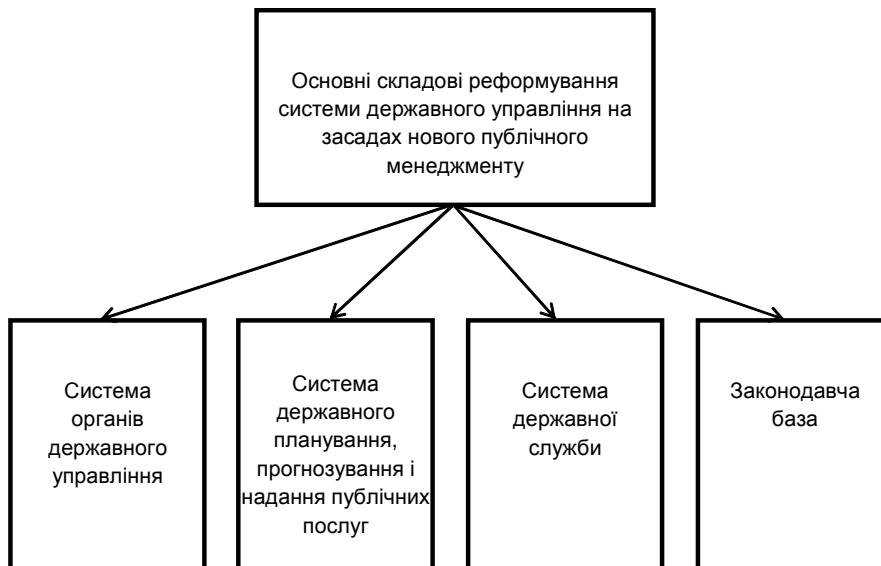 Основні складові реформування
системи державного управління на
засадах нового публічного
менеджменту
Система
органів
державного
управління
Система
державного
планування,
прогнозування і
надання публічних
послуг
Система
державної
служби
Законодавча
база